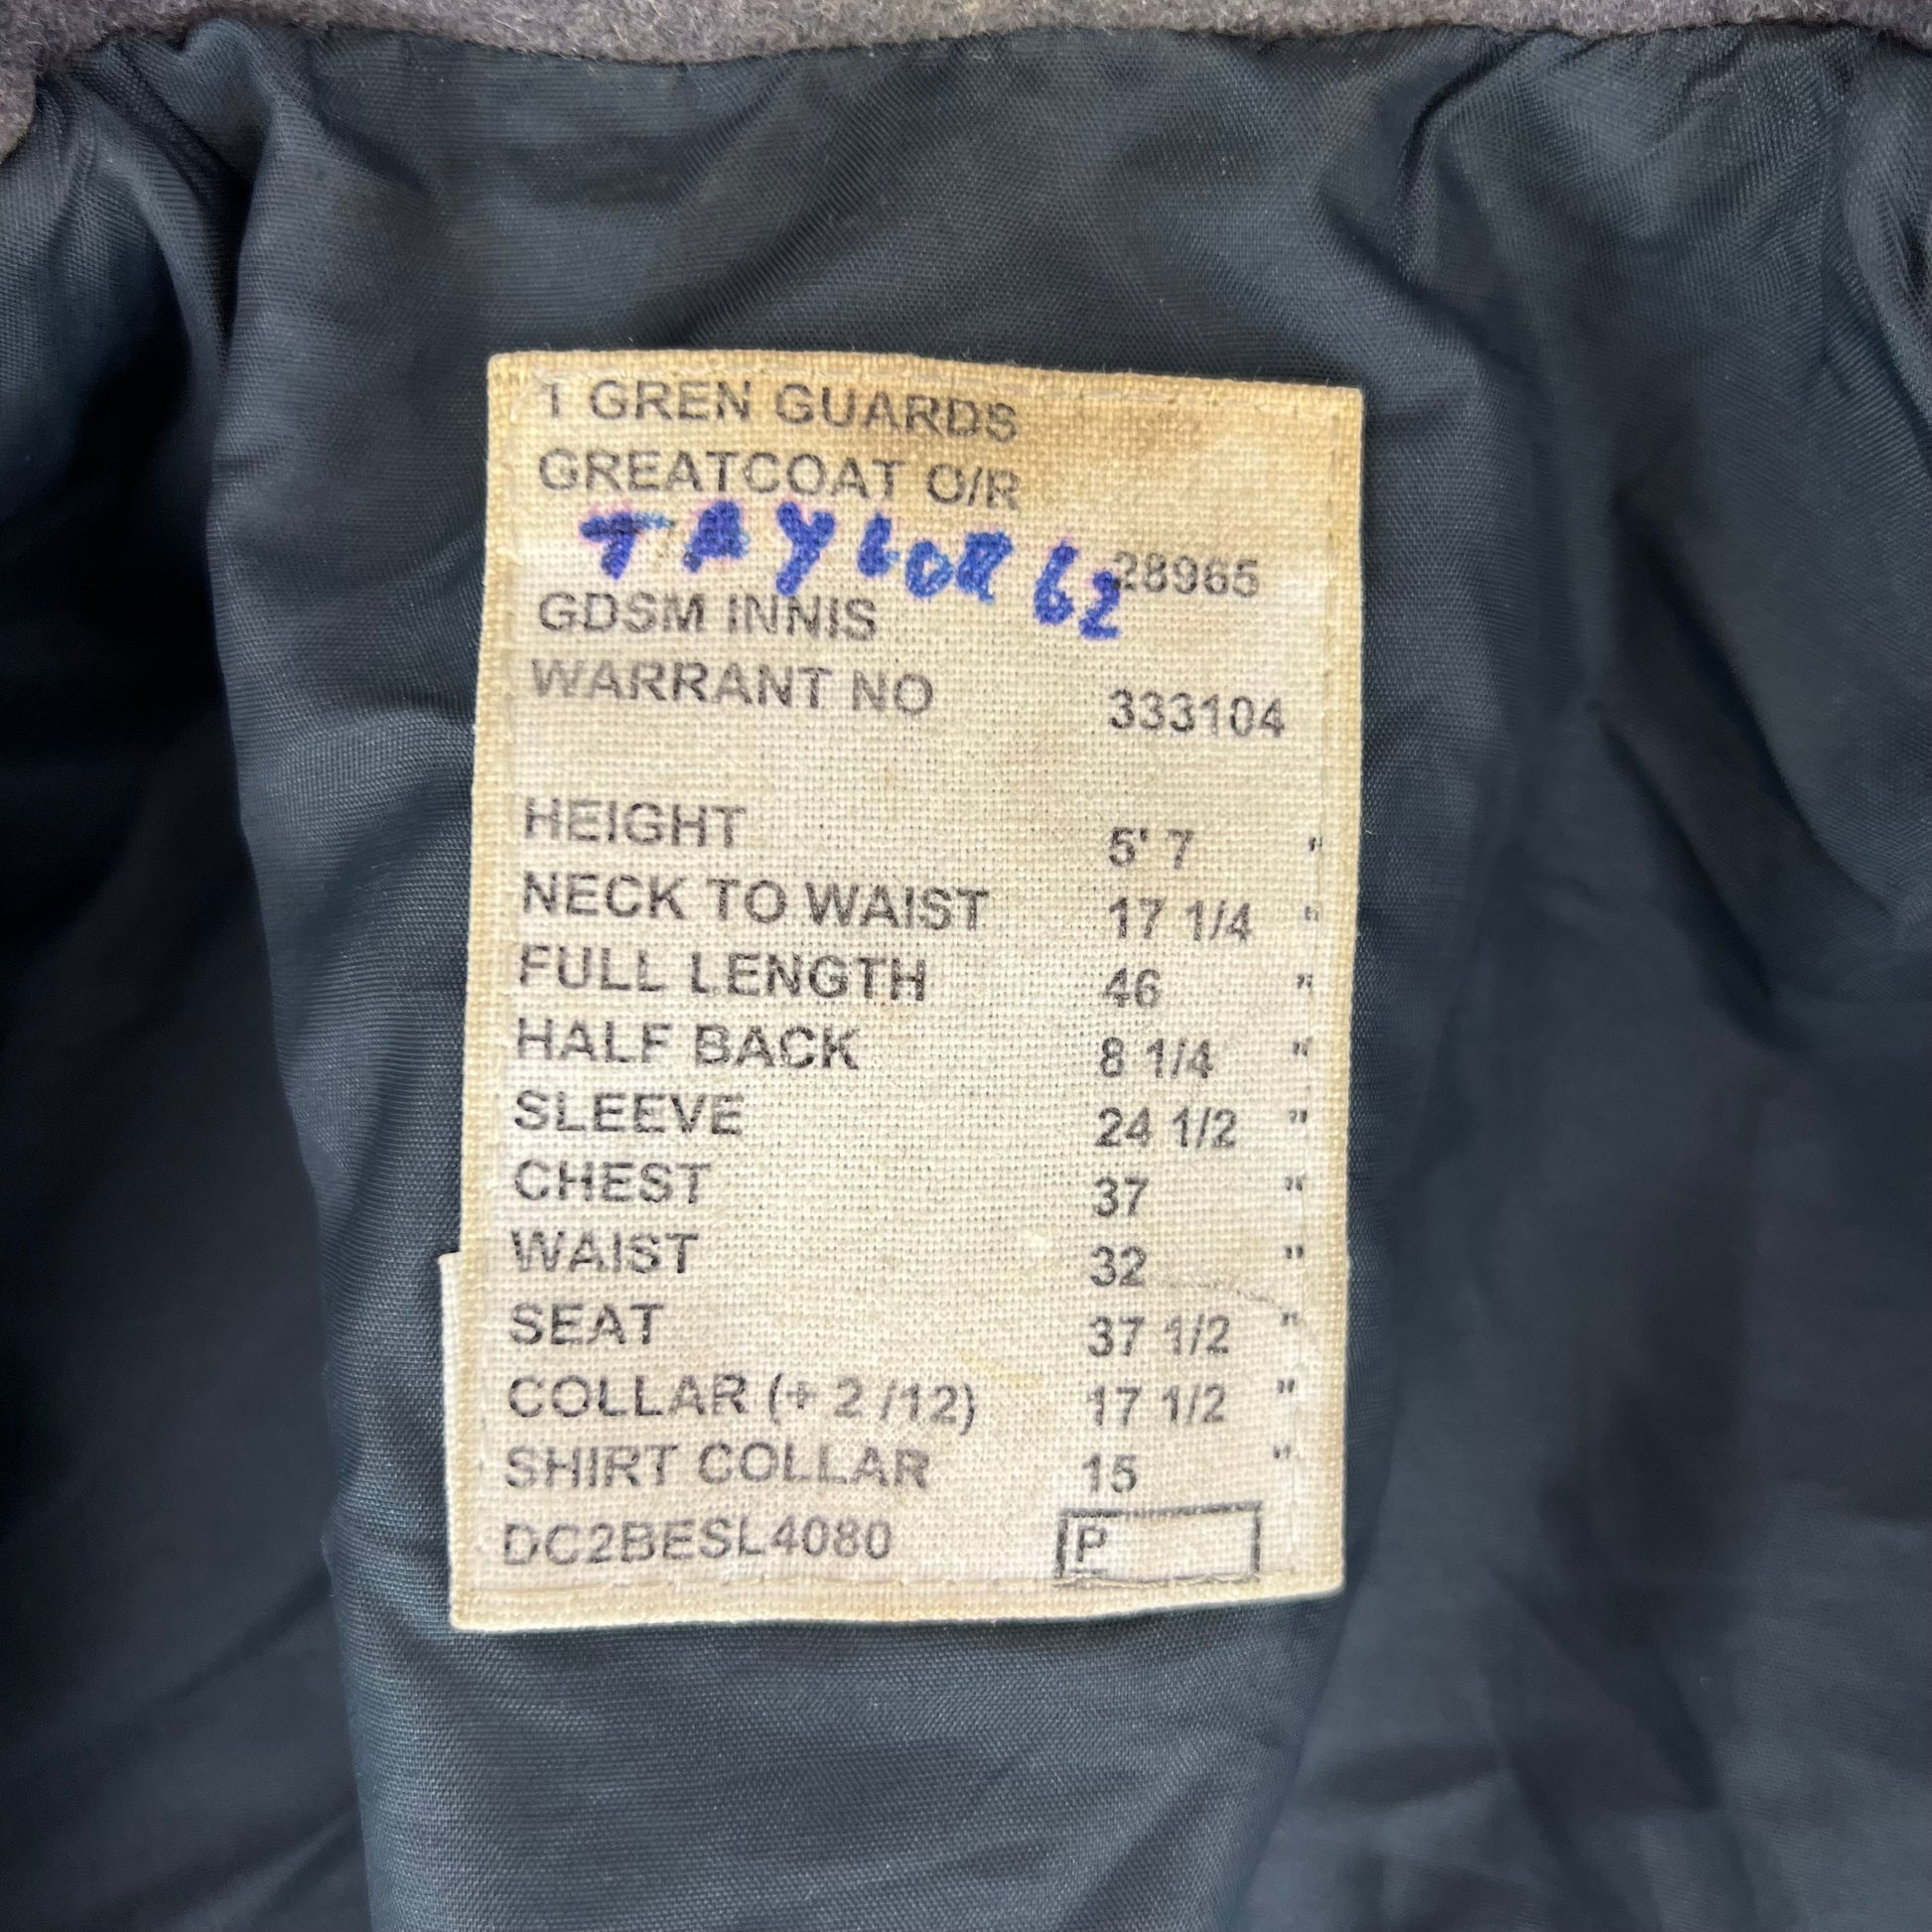 1 GREN GUARDS
GREATCOAT O/R
TAYLOR 62 28965
GDSM INNIS
WARRANT NO 333104
HEIGHT 5' 7 "
NECK TO WAIST 17 1/4 "
FULL LENGTH 46 "
HALF BACK 8 1/4 "
SLEEVE 24 1/2 "
CHEST 37 "
WAIST 32 "
SEAT 37 1/2 "
COLLAR (+ 2 /12) 17 1/2 "
SHIRT COLLAR 15 "
DC2BESL4080 P